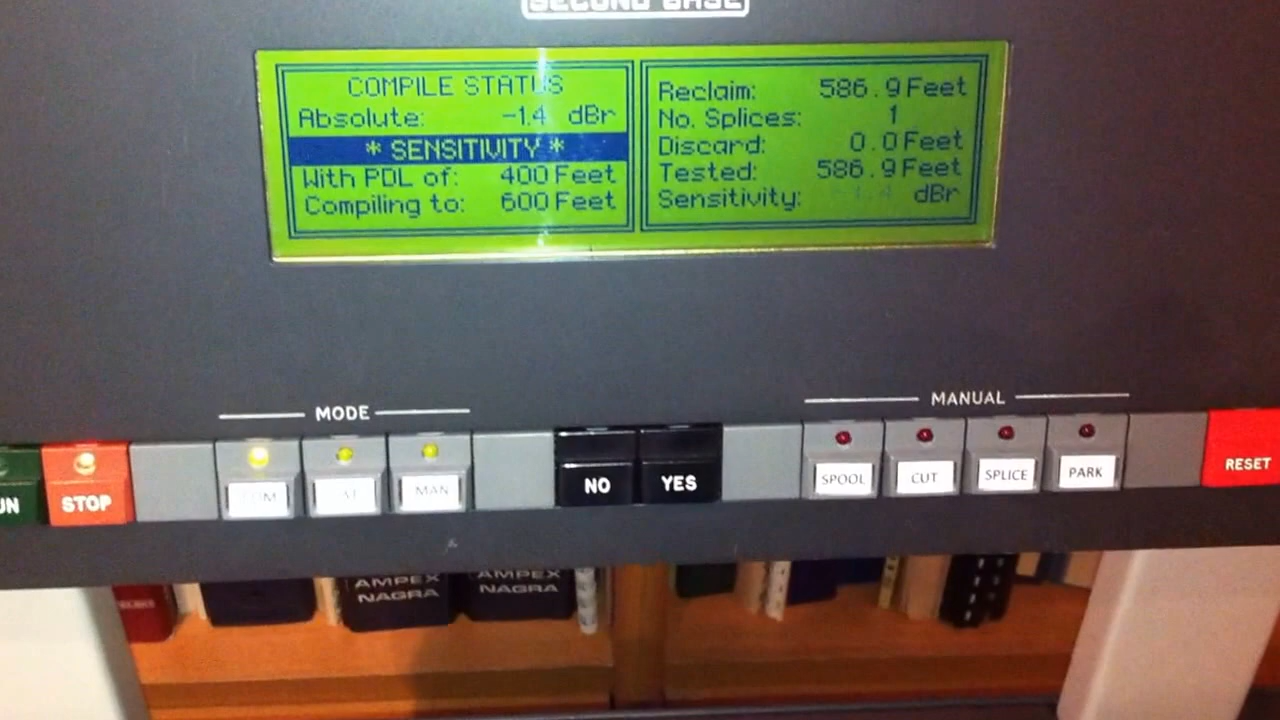 SECOND BASE
COMPILE STATUS
Absolute: -1.4 dBr
* SENSITIVITY *
With PDL of: 400 Feet
Compiling to: 600 Feet
Reclaim: 586.9 Feet
No. Splices: 1
Discard: 0.0 Feet
Tested: 586.9 Feet
Sensitivity: -1.4 dBr
MODE
MANUAL
STOP
MAN
NO
YES
SPOOL
CUT
SPLICE
PARK
RESET
AMPEX
NAGRA
AMPEX
NAGRA